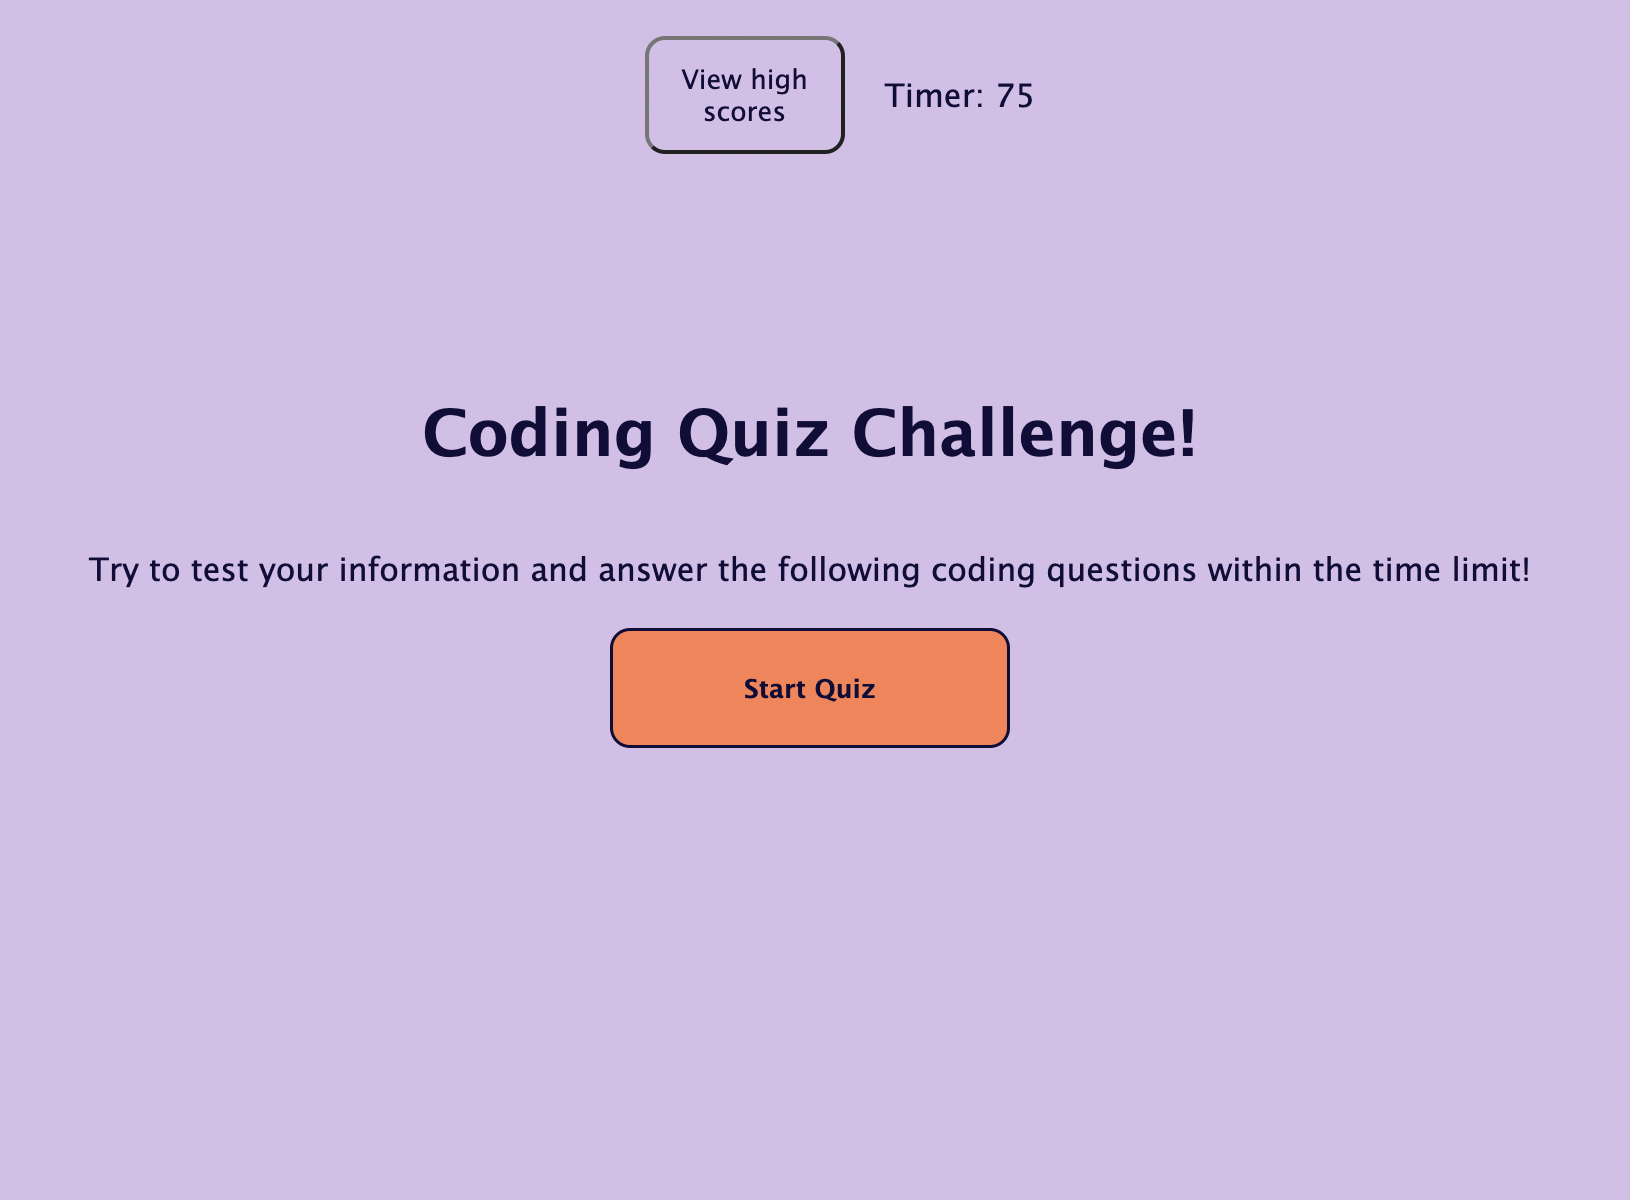 View high
scores
Timer: 75
Coding Quiz Challenge!
Try to test your information and answer the following coding questions within the time limit!
Start Quiz